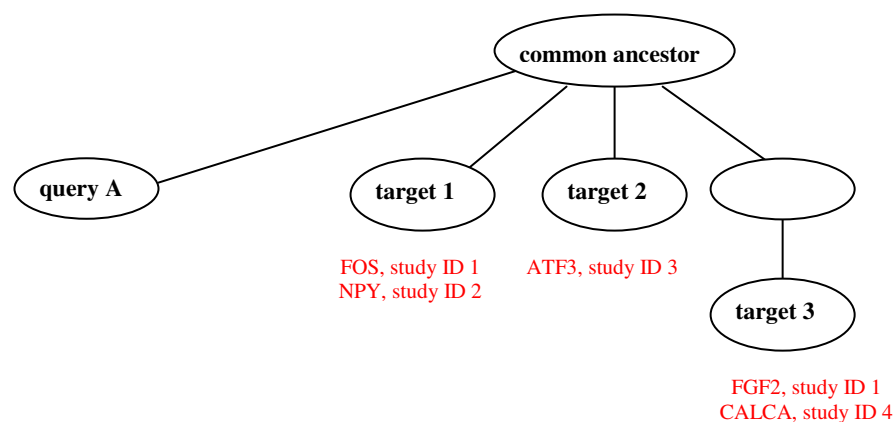 common ancestor
query A
target 1
target 2
FOS, study ID 1
NPY, study ID 2
ATF3, study ID 3
target 3
FGF2, study ID 1
CALCA, study ID 4